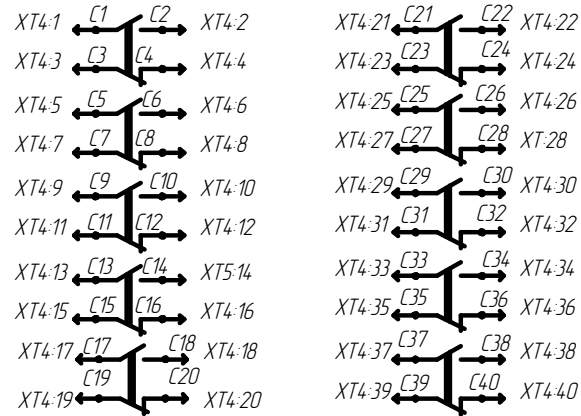 XT4:1 C1 C2 XT4:2
XT4:3 C3 C4 XT4:4
XT4:5 C5 C6 XT4:6
XT4:7 C7 C8 XT4:8
XT4:9 C9 C10 XT4:10
XT4:11 C11 C12 XT4:12
XT4:13 C13 C14 XT5:14
XT4:15 C15 C16 XT4:16
XT4:17 C17 C18 XT4:18
XT4:19 C19 C20 XT4:20
XT4:21 C21 C22 XT4:22
XT4:23 C23 C24 XT4:24
XT4:25 C25 C26 XT4:26
XT4:27 C27 C28 XT:28
XT4:29 C29 C30 XT4:30
XT4:31 C31 C32 XT4:32
XT4:33 C33 C34 XT4:34
XT4:35 C35 C36 XT4:36
XT4:37 C37 C38 XT4:38
XT4:39 C39 C40 XT4:40